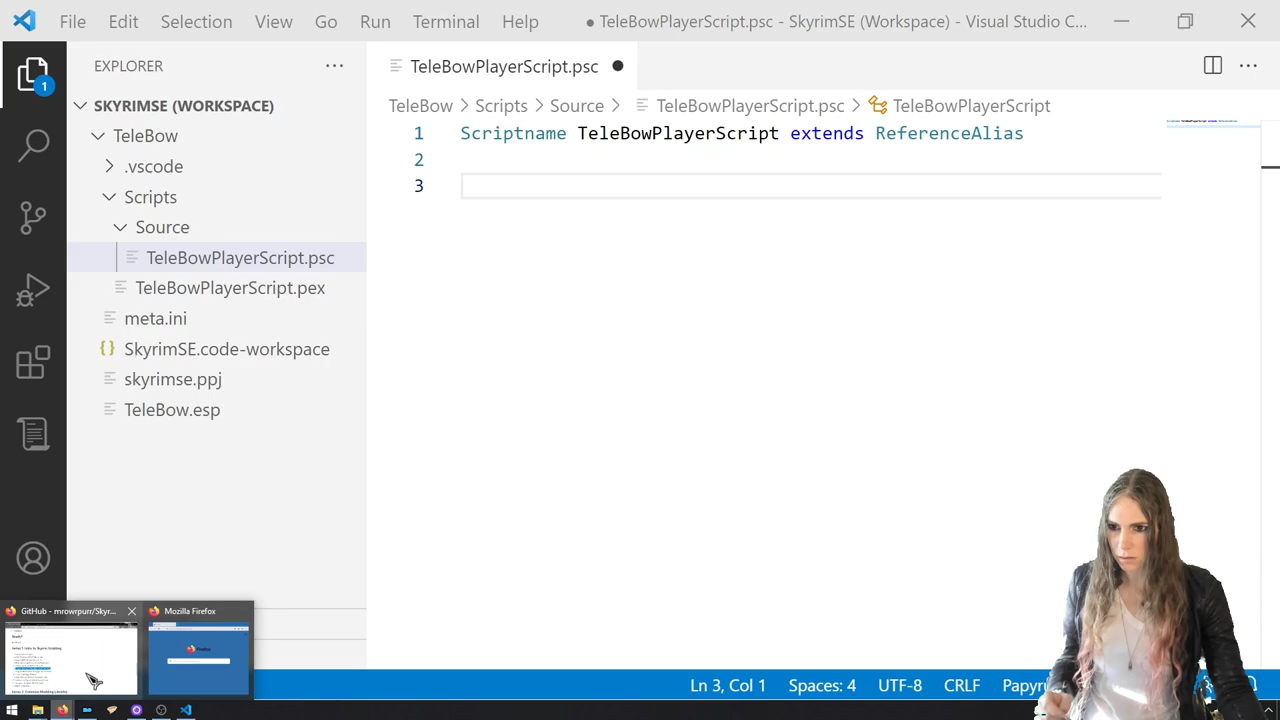 File Edit Selection View Go Run Terminal Help ● TeleBowPlayerScript.psc - SkyrimSE (Workspace) - Visual Studio C...
EXPLORER
TeleBowPlayerScript.psc
SKYRIMSE (WORKSPACE)
TeleBow > Scripts > Source > TeleBowPlayerScript.psc > TeleBowPlayerScript
1 Scriptname TeleBowPlayerScript extends ReferenceAlias
2
3
TeleBow
.vscode
Scripts
Source
TeleBowPlayerScript.psc
TeleBowPlayerScript.pex
meta.ini
SkyrimSE.code-workspace
skyrimse.ppj
TeleBow.esp
1
GitHub - mrowrpurr/Skyr...
Mozilla Firefox
Ln 3, Col 1 Spaces: 4 UTF-8 CRLF